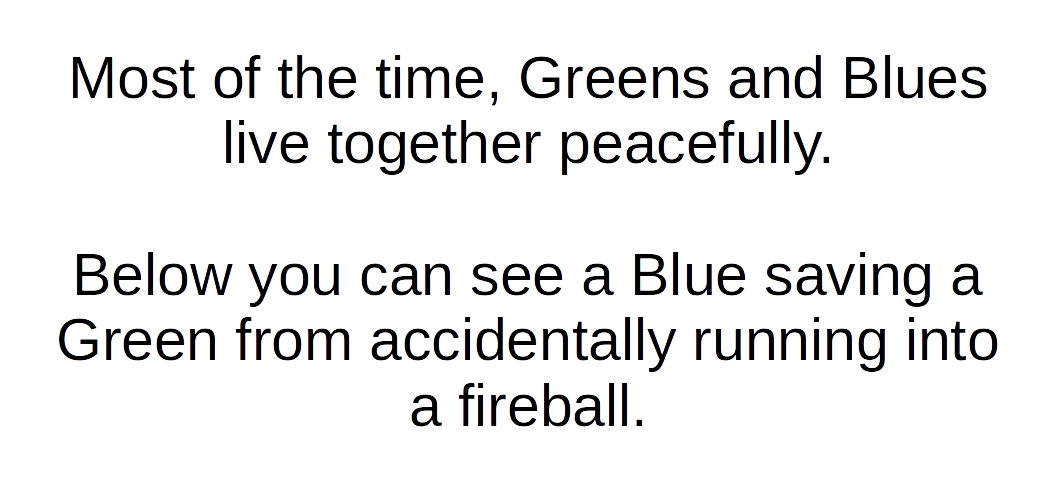 Most of the time, Greens and Blues
live together peacefully.
Below you can see a Blue saving a
Green from accidentally running into
a fireball.